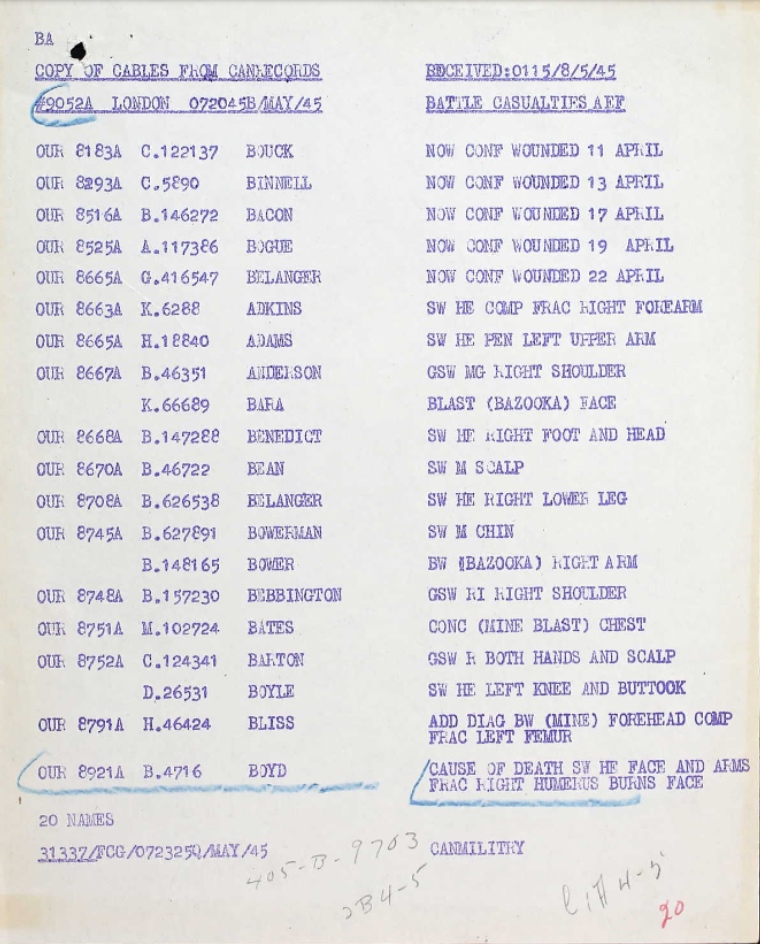 BA
COPY OF CABLES FROM CANRECORDS RECEIVED:0115/8/5/45
#9052A LONDON 072045B/MAY/45 BATTLE CASUALTIES AEF
OUR 8183A C.122137 BOUCK NOW CONF WOUNDED 11 APRIL
OUR 8293A C.5890 BINNELL NOW CONF WOUNDED 13 APRIL
OUR 8516A B.146272 BACON NOW CONF WOUNDED 17 APRIL
OUR 8525A A.117386 BOGUE NOW CONF WOUNDED 19 APRIL
OUR 8665A G.416547 BELANGER NOW CONF WOUNDED 22 APRIL
OUR 8663A K.6288 ADKINS SW HE COMP FRAC RIGHT FOREARM
OUR 8665A H.18840 ADAMS SW HE PEN LEFT UPPER ARM
OUR 8667A B.46351 ANDERSON GSW MG RIGHT SHOULDER
K.66689 BARA BLAST (BAZOOKA) FACE
OUR 8668A B.147288 BENEDICT SW HE RIGHT FOOT AND HEAD
OUR 8670A B.46722 BEAN SW M SCALP
OUR 8708A B.626538 BELANGER SW HE RIGHT LOWER LEG
OUR 8745A B.627891 BOWERMAN SW M CHIN
B.148165 BOWER BW (BAZOOKA) RIGHT ARM
OUR 8748A B.157230 BEBBINGTON GSW RI RIGHT SHOULDER
OUR 8751A M.102724 BATES CONC (MINE BLAST) CHEST
OUR 8752A C.124341 BARTON GSW R BOTH HANDS AND SCALP
D.26531 BOYLE SW HE LEFT KNEE AND BUTTOOK
OUR 8791A H.46424 BLISS ADD DIAG BW (MINE) FOREHEAD COMP
FRAC LEFT FEMUR
OUR 8921A B.4716 BOYD CAUSE OF DEATH SW HE FACE AND ARMS
FRAC RIGHT HUMERUS BURNS FACE
20 NAMES
31337/FCG/072325Q/MAY/45 CANMILITRY
405-B-9703
20